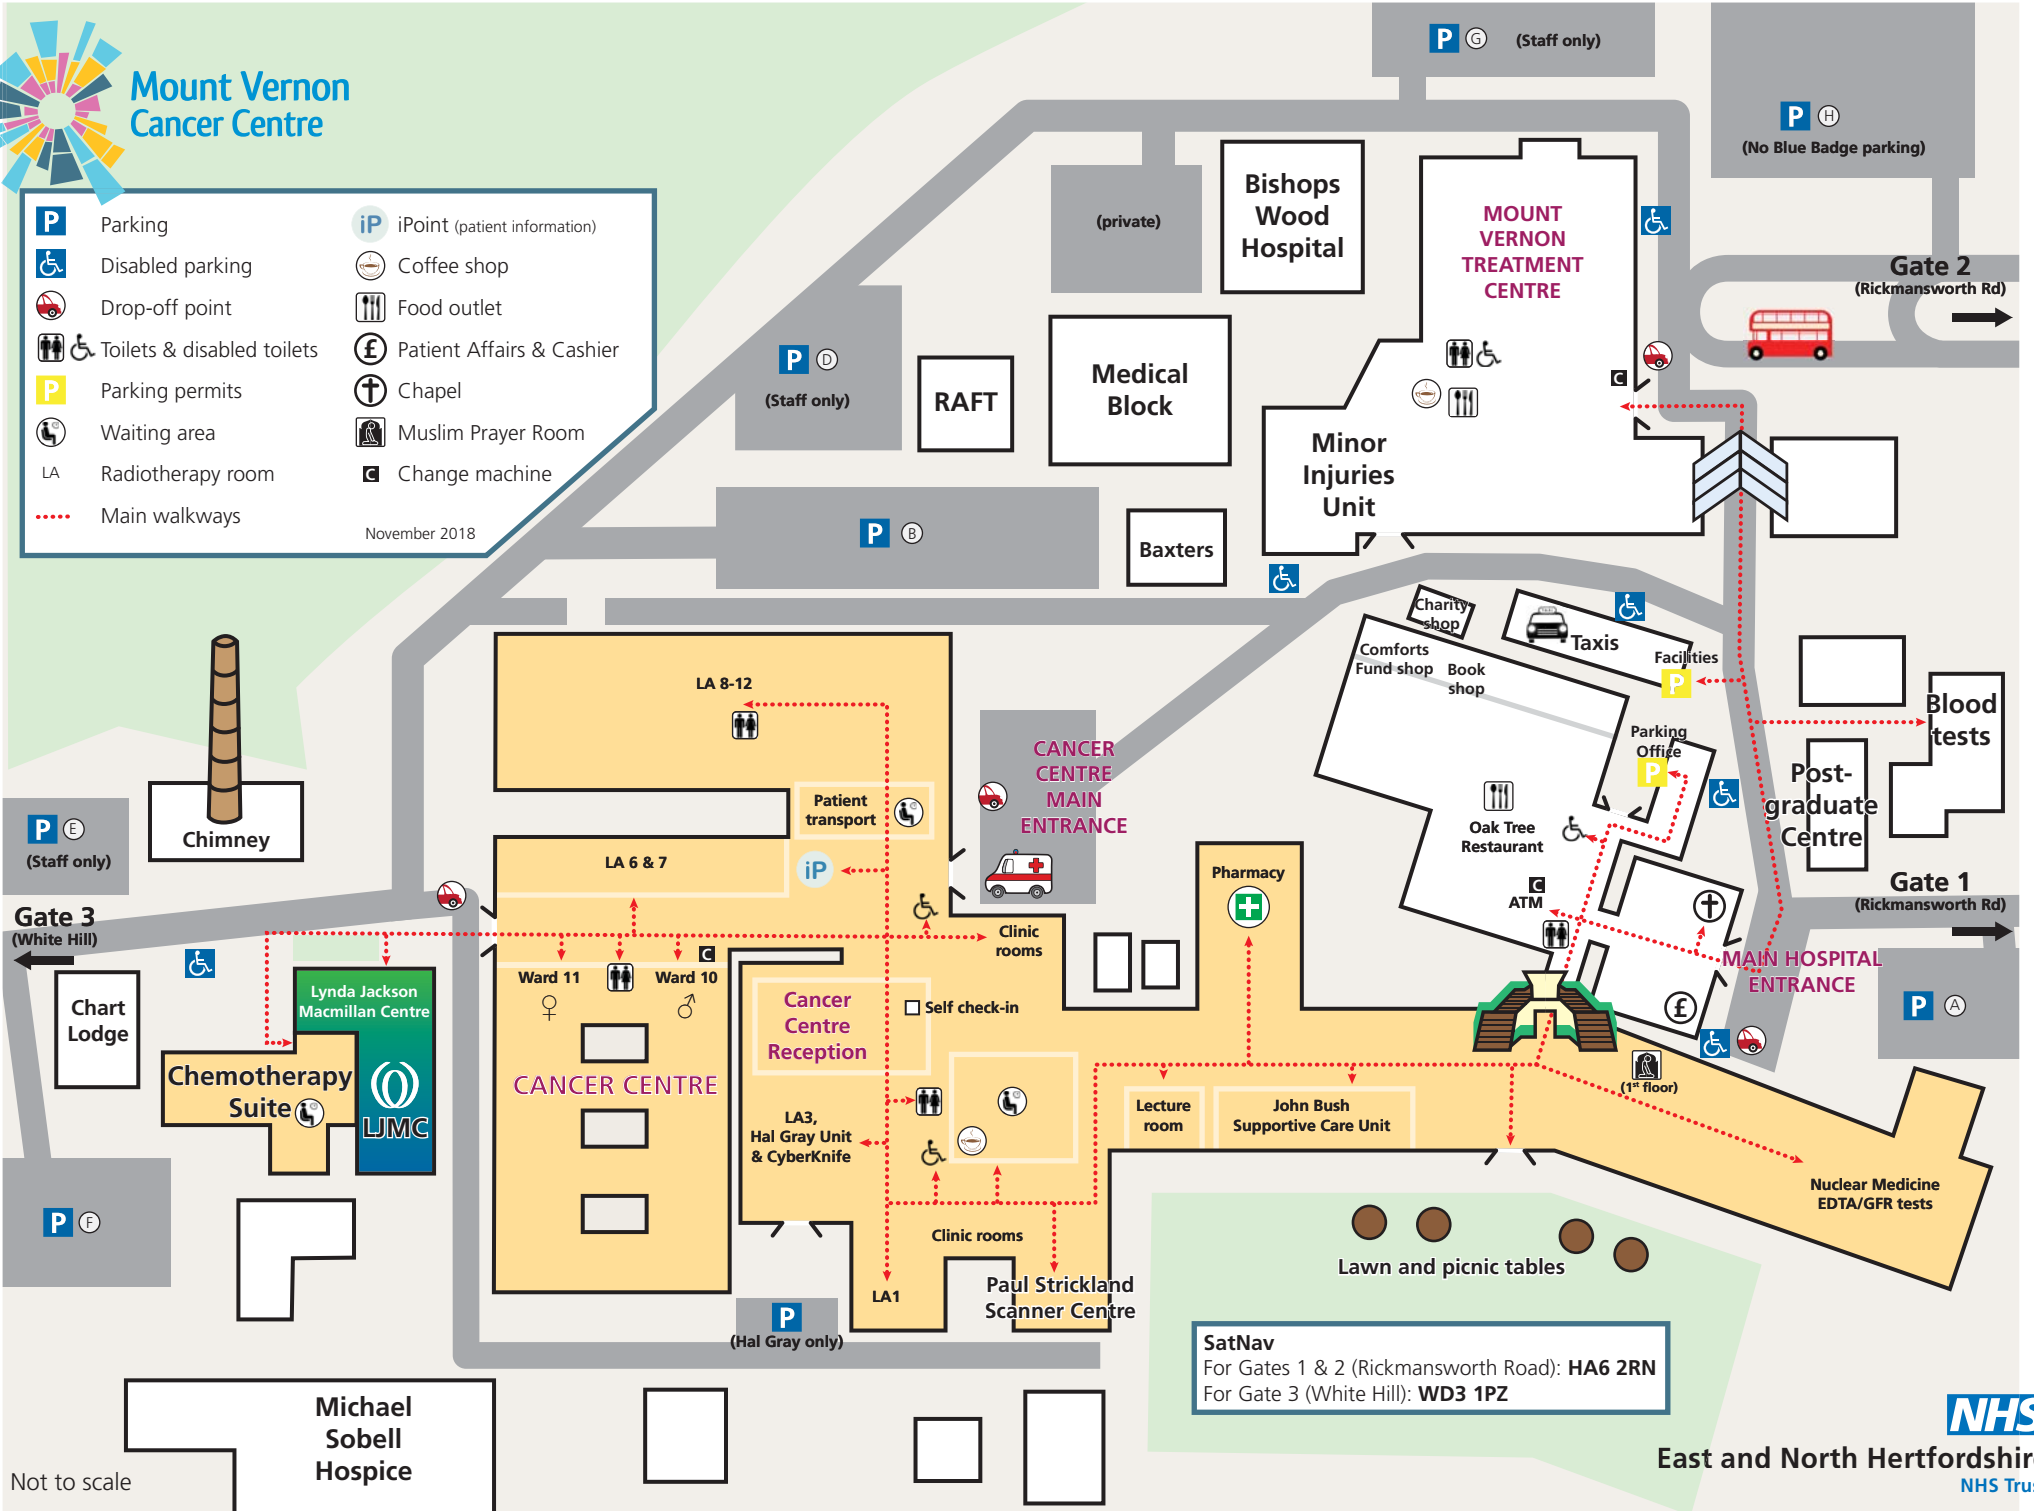 Mount Vernon
Cancer Centre
P Parking
Disabled parking
Drop-off point
Toilets & disabled toilets
P Parking permits
Waiting area
LA Radiotherapy room
Main walkways
iP iPoint (patient information)
Coffee shop
Food outlet
£ Patient Affairs & Cashier
Chapel
Muslim Prayer Room
C Change machine
November 2018
P G (Staff only)
P H
(No Blue Badge parking)
(private)
Bishops
Wood
Hospital
MOUNT
VERNON
TREATMENT
CENTRE
Gate 2
(Rickmansworth Rd)
P D
(Staff only)
RAFT
Medical
Block
C
Minor
Injuries
Unit
P B
Baxters
Charity
shop
Comforts
Fund shop
Book
shop
TAXI
Taxis
Facilities
P
Blood
tests
Parking
Office
P
Post-
graduate
Centre
Oak Tree
Restaurant
C
ATM
Gate 1
(Rickmansworth Rd)
MAIN HOSPITAL
ENTRANCE
£
P A
(1st floor)
LA 8-12
CANCER
CENTRE
MAIN
ENTRANCE
Patient
transport
LA 6 & 7
iP
Chimney
P E
(Staff only)
Gate 3
(White Hill)
Pharmacy
Clinic
rooms
Ward 11
Ward 10
C
Chart
Lodge
Lynda Jackson
Macmillan Centre
Cancer
Centre
Reception
Self check-in
Chemotherapy
Suite
LJMC
CANCER CENTRE
LA3,
Hal Gray Unit
& CyberKnife
Lecture
room
John Bush
Supportive Care Unit
Nuclear Medicine
EDTA/GFR tests
P F
Clinic rooms
LA1
Paul Strickland
Scanner Centre
Lawn and picnic tables
P
(Hal Gray only)
SatNav
For Gates 1 & 2 (Rickmansworth Road): HA6 2RN
For Gate 3 (White Hill): WD3 1PZ
Michael
Sobell
Hospice
Not to scale
NHS
East and North Hertfordshire
NHS Trus